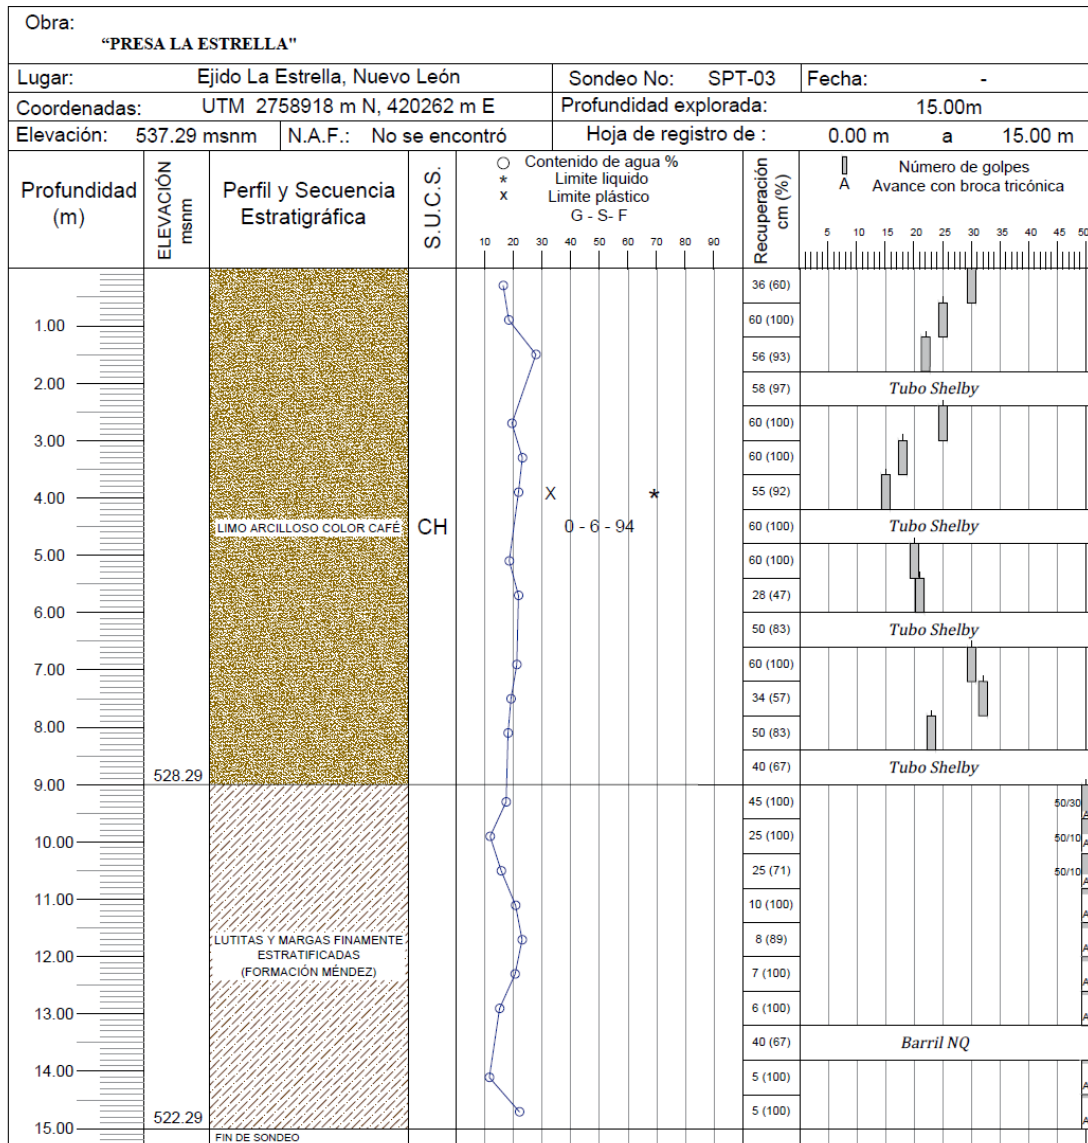 Obra:
"PRESA LA ESTRELLA"
Lugar: Ejido La Estrella, Nuevo León Sondeo No: SPT-03 Fecha: -
Coordenadas: UTM 2758918 m N, 420262 m E Profundidad explorada: 15.00m
Elevación: 537.29 msnm N.A.F.: No se encontró Hoja de registro de : 0.00 m a 15.00 m
Profundidad
(m)
ELEVACIÓN
msnm
Perfil y Secuencia
Estratigráfica
S.U.C.S.
Contenido de agua %
* Limite liquido
x Limite plástico
G - S- F
10 20 30 40 50 60 70 80 90
Recuperación
cm (%)
Número de golpes
A Avance con broca tricónica
5 10 15 20 25 30 35 40 45 50
36 (60)
1.00
60 (100)
56 (93)
2.00
58 (97) Tubo Shelby
60 (100)
3.00
60 (100)
4.00 X *
55 (92)
LIMO ARCILLOSO COLOR CAFÉ CH 0 - 6 - 94 60 (100) Tubo Shelby
5.00
60 (100)
28 (47)
6.00
50 (83) Tubo Shelby
60 (100)
7.00
34 (57)
8.00
50 (83)
528.29 40 (67) Tubo Shelby
9.00
45 (100) 50/30 A
25 (100) 50/10 A
10.00
25 (71) 50/10 A
11.00
10 (100) A
LUTITAS Y MARGAS FINAMENTE
ESTRATIFICADAS
(FORMACIÓN MÉNDEZ)
8 (89) A
12.00
7 (100) A
13.00
6 (100) A
40 (67) Barril NQ
14.00
5 (100) A
522.29 5 (100) A
15.00
FIN DE SONDEO